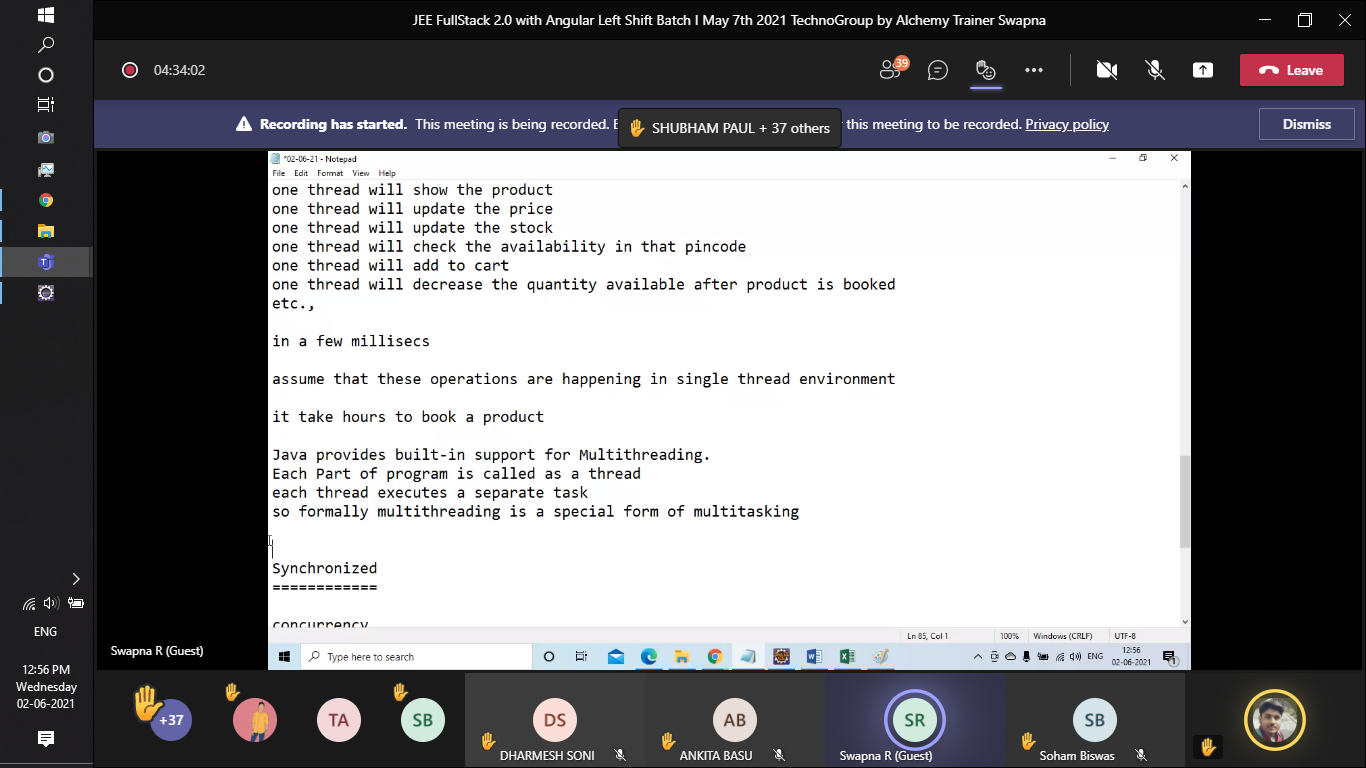 JEE FullStack 2.0 with Angular Left Shift Batch I May 7th 2021 TechnoGroup by Alchemy Trainer Swapna
04:34:02
39
Leave
Recording has started. This meeting is being recorded. E
SHUBHAM PAUL + 37 others
this meeting to be recorded. Privacy policy
Dismiss
*02-06-21 - Notepad
File Edit Format View Help
one thread will show the product
one thread will update the price
one thread will update the stock
one thread will check the availability in that pincode
one thread will add to cart
one thread will decrease the quantity available after product is booked
etc.,
in a few millisecs
assume that these operations are happening in single thread environment
it take hours to book a product
Java provides built-in support for Multithreading.
Each Part of program is called as a thread
each thread executes a separate task
so formally multithreading is a special form of multitasking
Synchronized
============
concurrency
Ln 85, Col 1
100%
Windows (CRLF)
UTF-8
Type here to search
ENG
12:56
02-06-2021
1
Swapna R (Guest)
ENG
12:56 PM
Wednesday
02-06-2021
+37
TA
SB
DS
DHARMESH SONI
AB
ANKITA BASU
SR
Swapna R (Guest)
SB
Soham Biswas